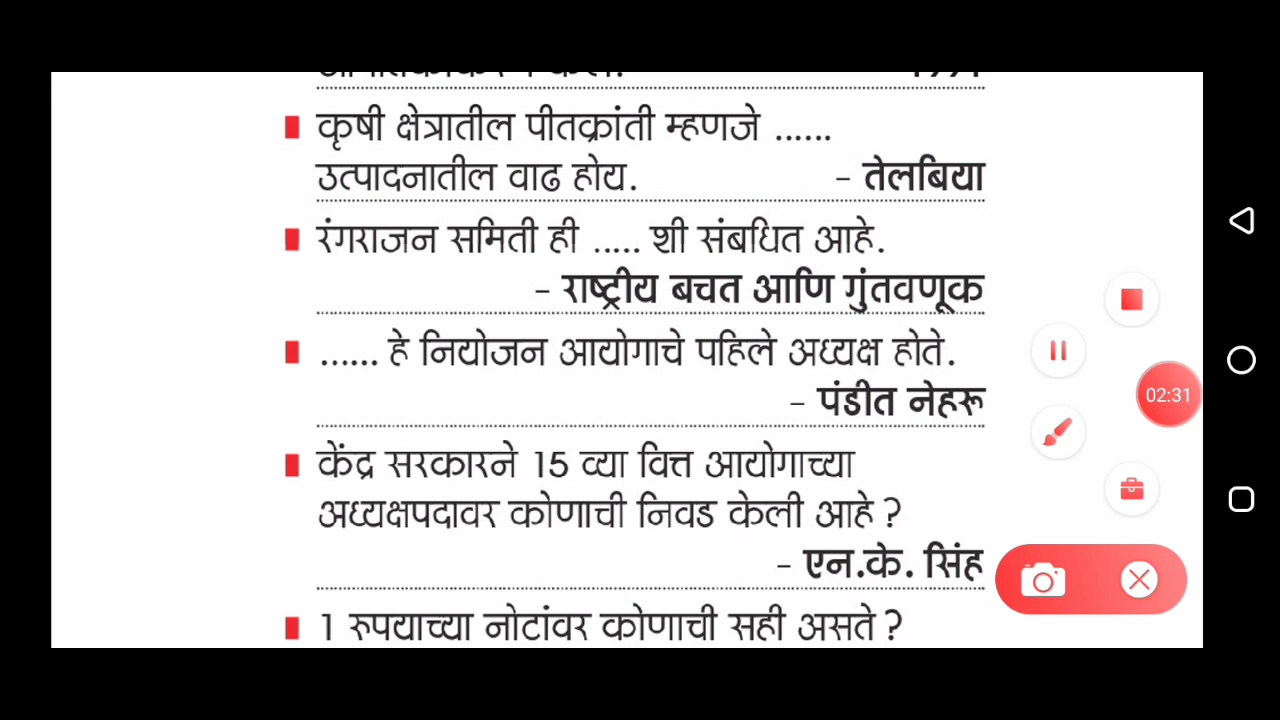 कृषी क्षेत्रातील पीतक्रांती म्हणजे ......
उत्पादनातील वाढ होय. - तेलबिया
रंगराजन समिती ही ..... शी संबधित आहे.
- राष्ट्रीय बचत आणि गुंतवणूक
...... हे नियोजन आयोगाचे पहिले अध्यक्ष होते.
- पंडीत नेहरू
केंद्र सरकारने 15 व्या वित्त आयोगाच्या
अध्यक्षपदावर कोणाची निवड केली आहे ?
- एन.के. सिंह
1 रुपयाच्या नोटांवर कोणाची सही असते ?
02:31